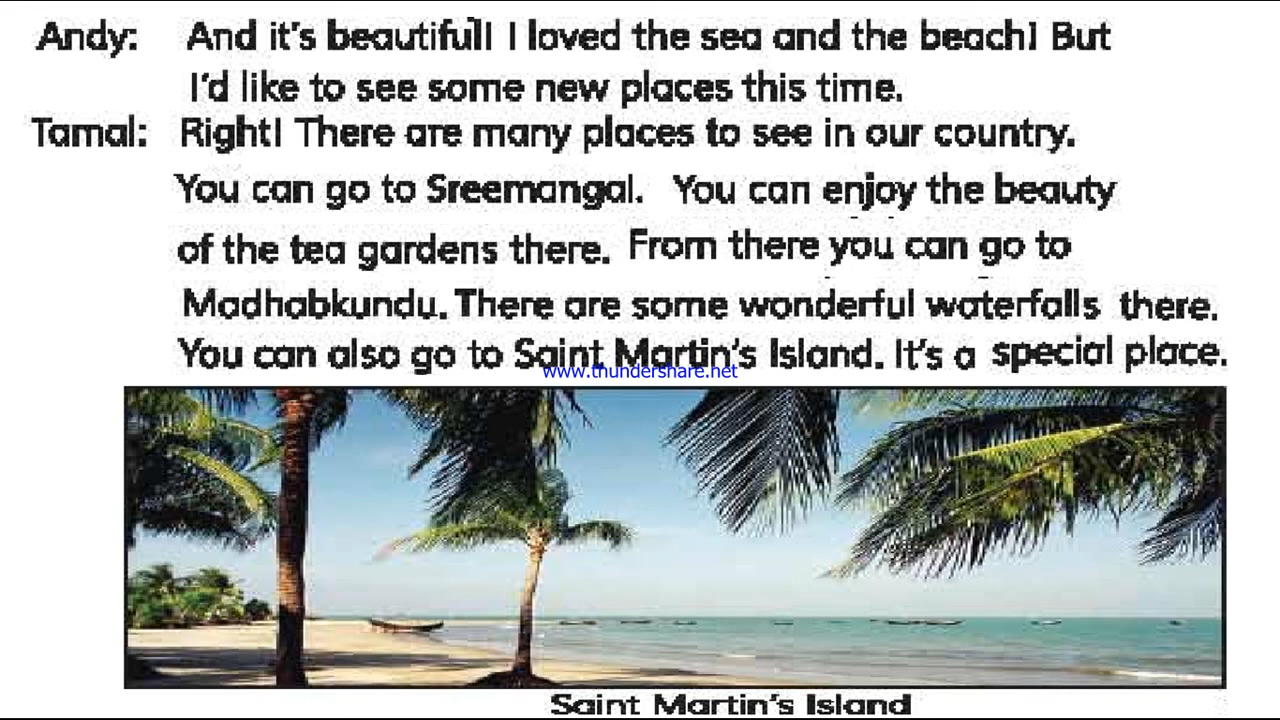 Andy: And it's beautiful! I loved the sea and the beach! But
I'd like to see some new places this time.
Tamal: Right! There are many places to see in our country.
You can go to Sreemangal. You can enjoy the beauty
of the tea gardens there. From there you can go to
Madhabkundu. There are some wonderful waterfalls there.
You can also go to Saint Martin's Island. It's a special place.
www.thundershare.net
Saint Martin's Island